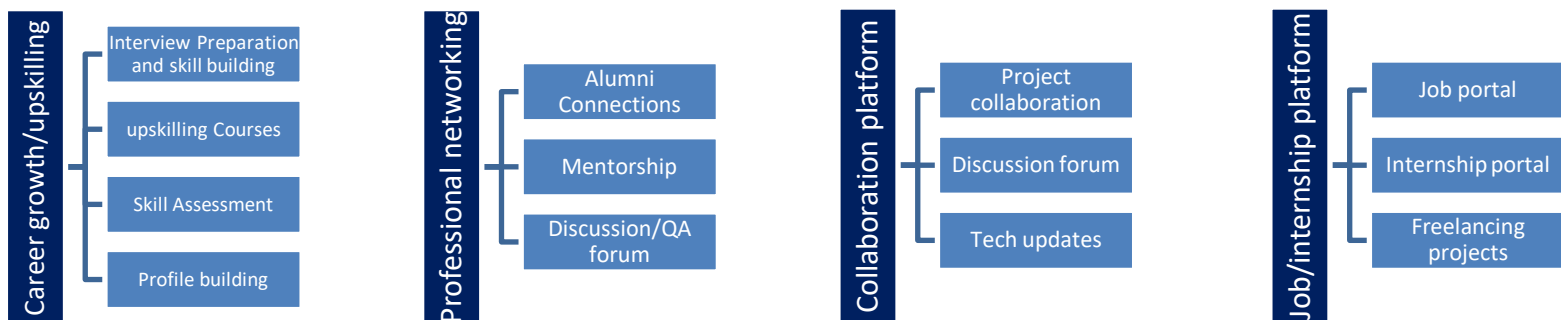 Career growth/upskilling
Interview Preparation
and skill building
upskilling Courses
Skill Assessment
Profile building
Professional networking
Alumni
Connections
Mentorship
Discussion/QA
forum
Collaboration platform
Project
collaboration
Discussion forum
Tech updates
Job/internship platform
Job portal
Internship portal
Freelancing
projects